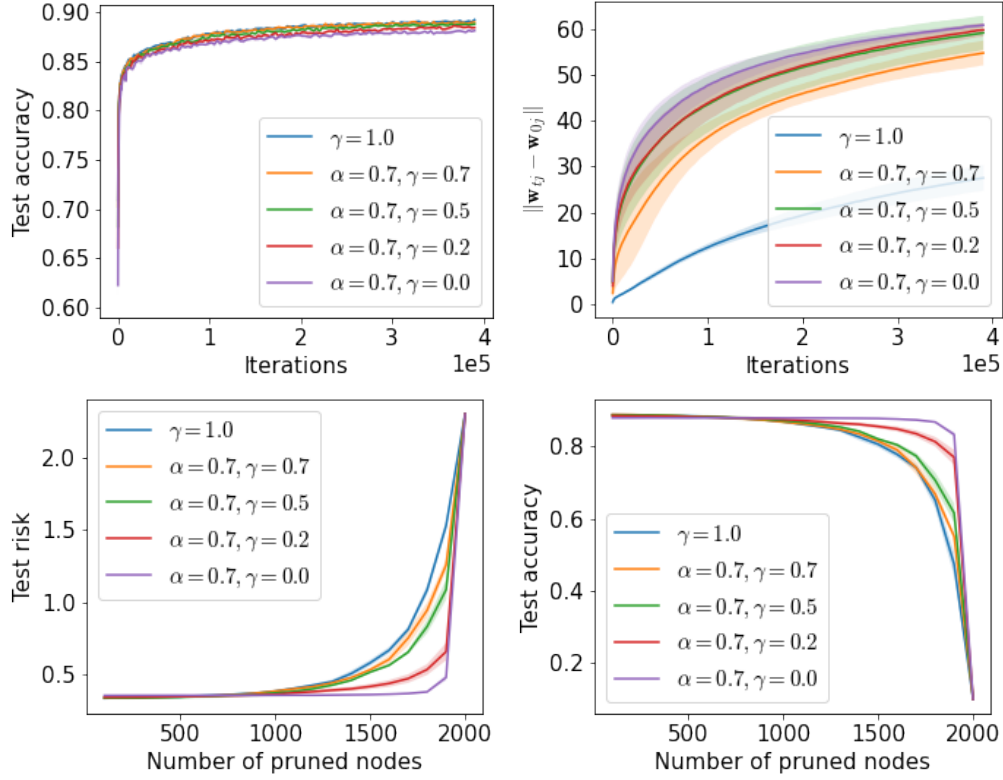 0.90
0.85
0.80
0.75
0.70
0.65
0.60
Test accuracy
γ = 1.0
α = 0.7, γ = 0.7
α = 0.7, γ = 0.5
α = 0.7, γ = 0.2
α = 0.7, γ = 0.0
0 1 2 3 4
1e5
Iterations
60
50
40
30
20
10
0
||w_{tj} − w_{0j}||
γ = 1.0
α = 0.7, γ = 0.7
α = 0.7, γ = 0.5
α = 0.7, γ = 0.2
α = 0.7, γ = 0.0
0 1 2 3 4
1e5
Iterations
2.0
1.5
1.0
0.5
Test risk
γ = 1.0
α = 0.7, γ = 0.7
α = 0.7, γ = 0.5
α = 0.7, γ = 0.2
α = 0.7, γ = 0.0
500 1000 1500 2000
Number of pruned nodes
0.8
0.6
0.4
0.2
Test accuracy
γ = 1.0
α = 0.7, γ = 0.7
α = 0.7, γ = 0.5
α = 0.7, γ = 0.2
α = 0.7, γ = 0.0
500 1000 1500 2000
Number of pruned nodes